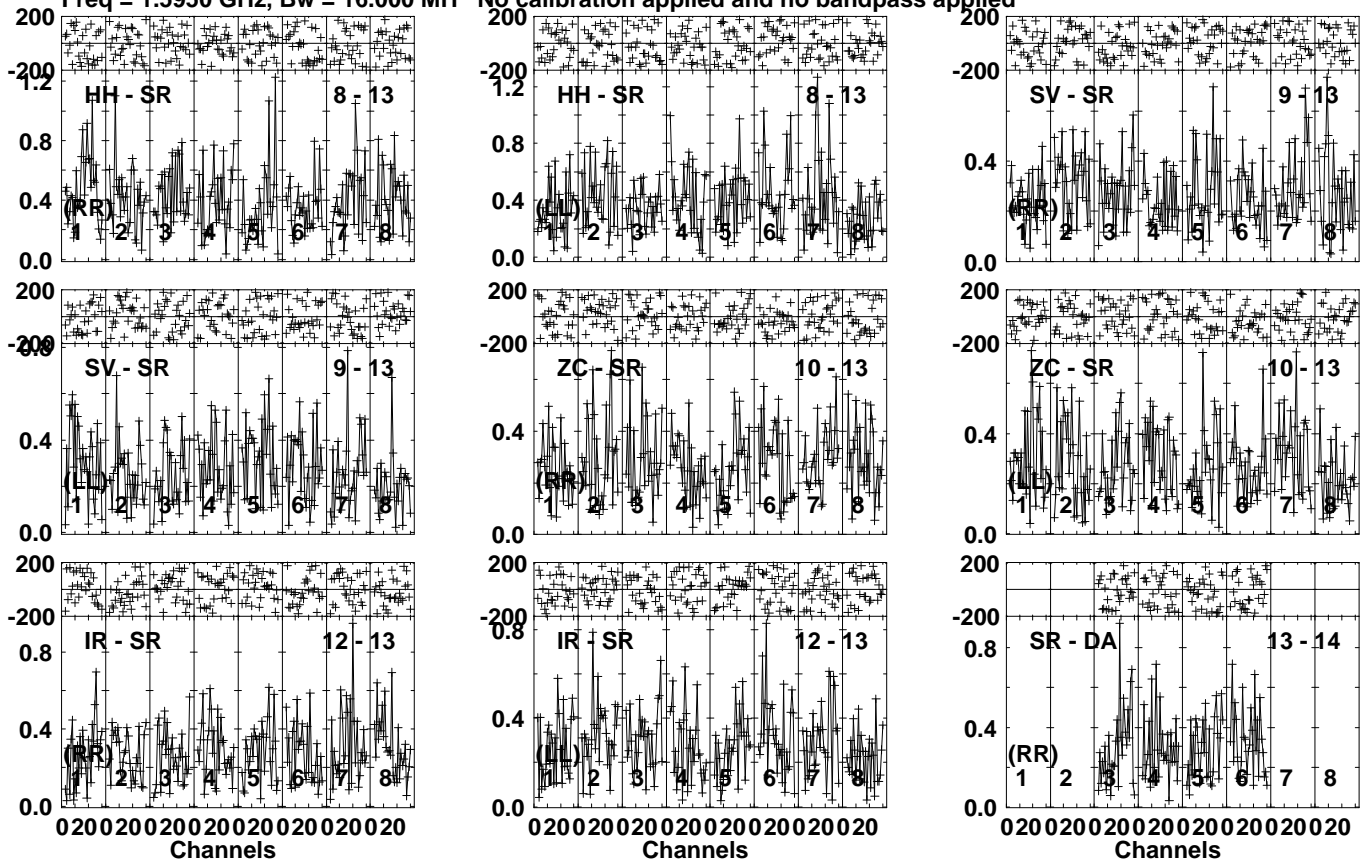 Freq = 1.5950 GHz, Bw = 16.000 MH No calibration applied and no bandpass applied
200 200 200
-200 -200 -200
1.2 HH - SR 8 - 13 1.2 HH - SR 8 - 13 SV - SR 9 - 13
0.8 0.8 0.4
0.4 0.4
(RR) (LL) (RR)
1 2 3 4 5 6 7 8 1 2 3 4 5 6 7 8 1 2 3 4 5 6 7 8
0.0 0.0 0.0
200 200 200
-200 -200 -200
0.8 SV - SR 9 - 13 ZC - SR 10 - 13 ZC - SR 10 - 13
0.4 0.4 0.4
(LL) (RR) (LL)
1 2 3 4 5 6 7 8 1 2 3 4 5 6 7 8 1 2 3 4 5 6 7 8
0.0 0.0 0.0
200 200 200
-200 -200 -200
IR - SR 12 - 13 0.8 IR - SR 12 - 13 SR - DA 13 - 14
0.8 0.8
0.4 0.4 0.4
(RR) (LL) (RR)
1 2 3 4 5 6 7 8 1 2 3 4 5 6 7 8 1 2 3 4 5 6 7 8
0.0 0.0 0.0
0 20 0 20 0 20 0 20 0 20 0 20 0 20 0 20 0 20 0 20 0 20 0 20 0 20 0 20 0 20 0 20 0 20 0 20 0 20 0 20 0 20 0 20 0 20 0 20
Channels Channels Channels